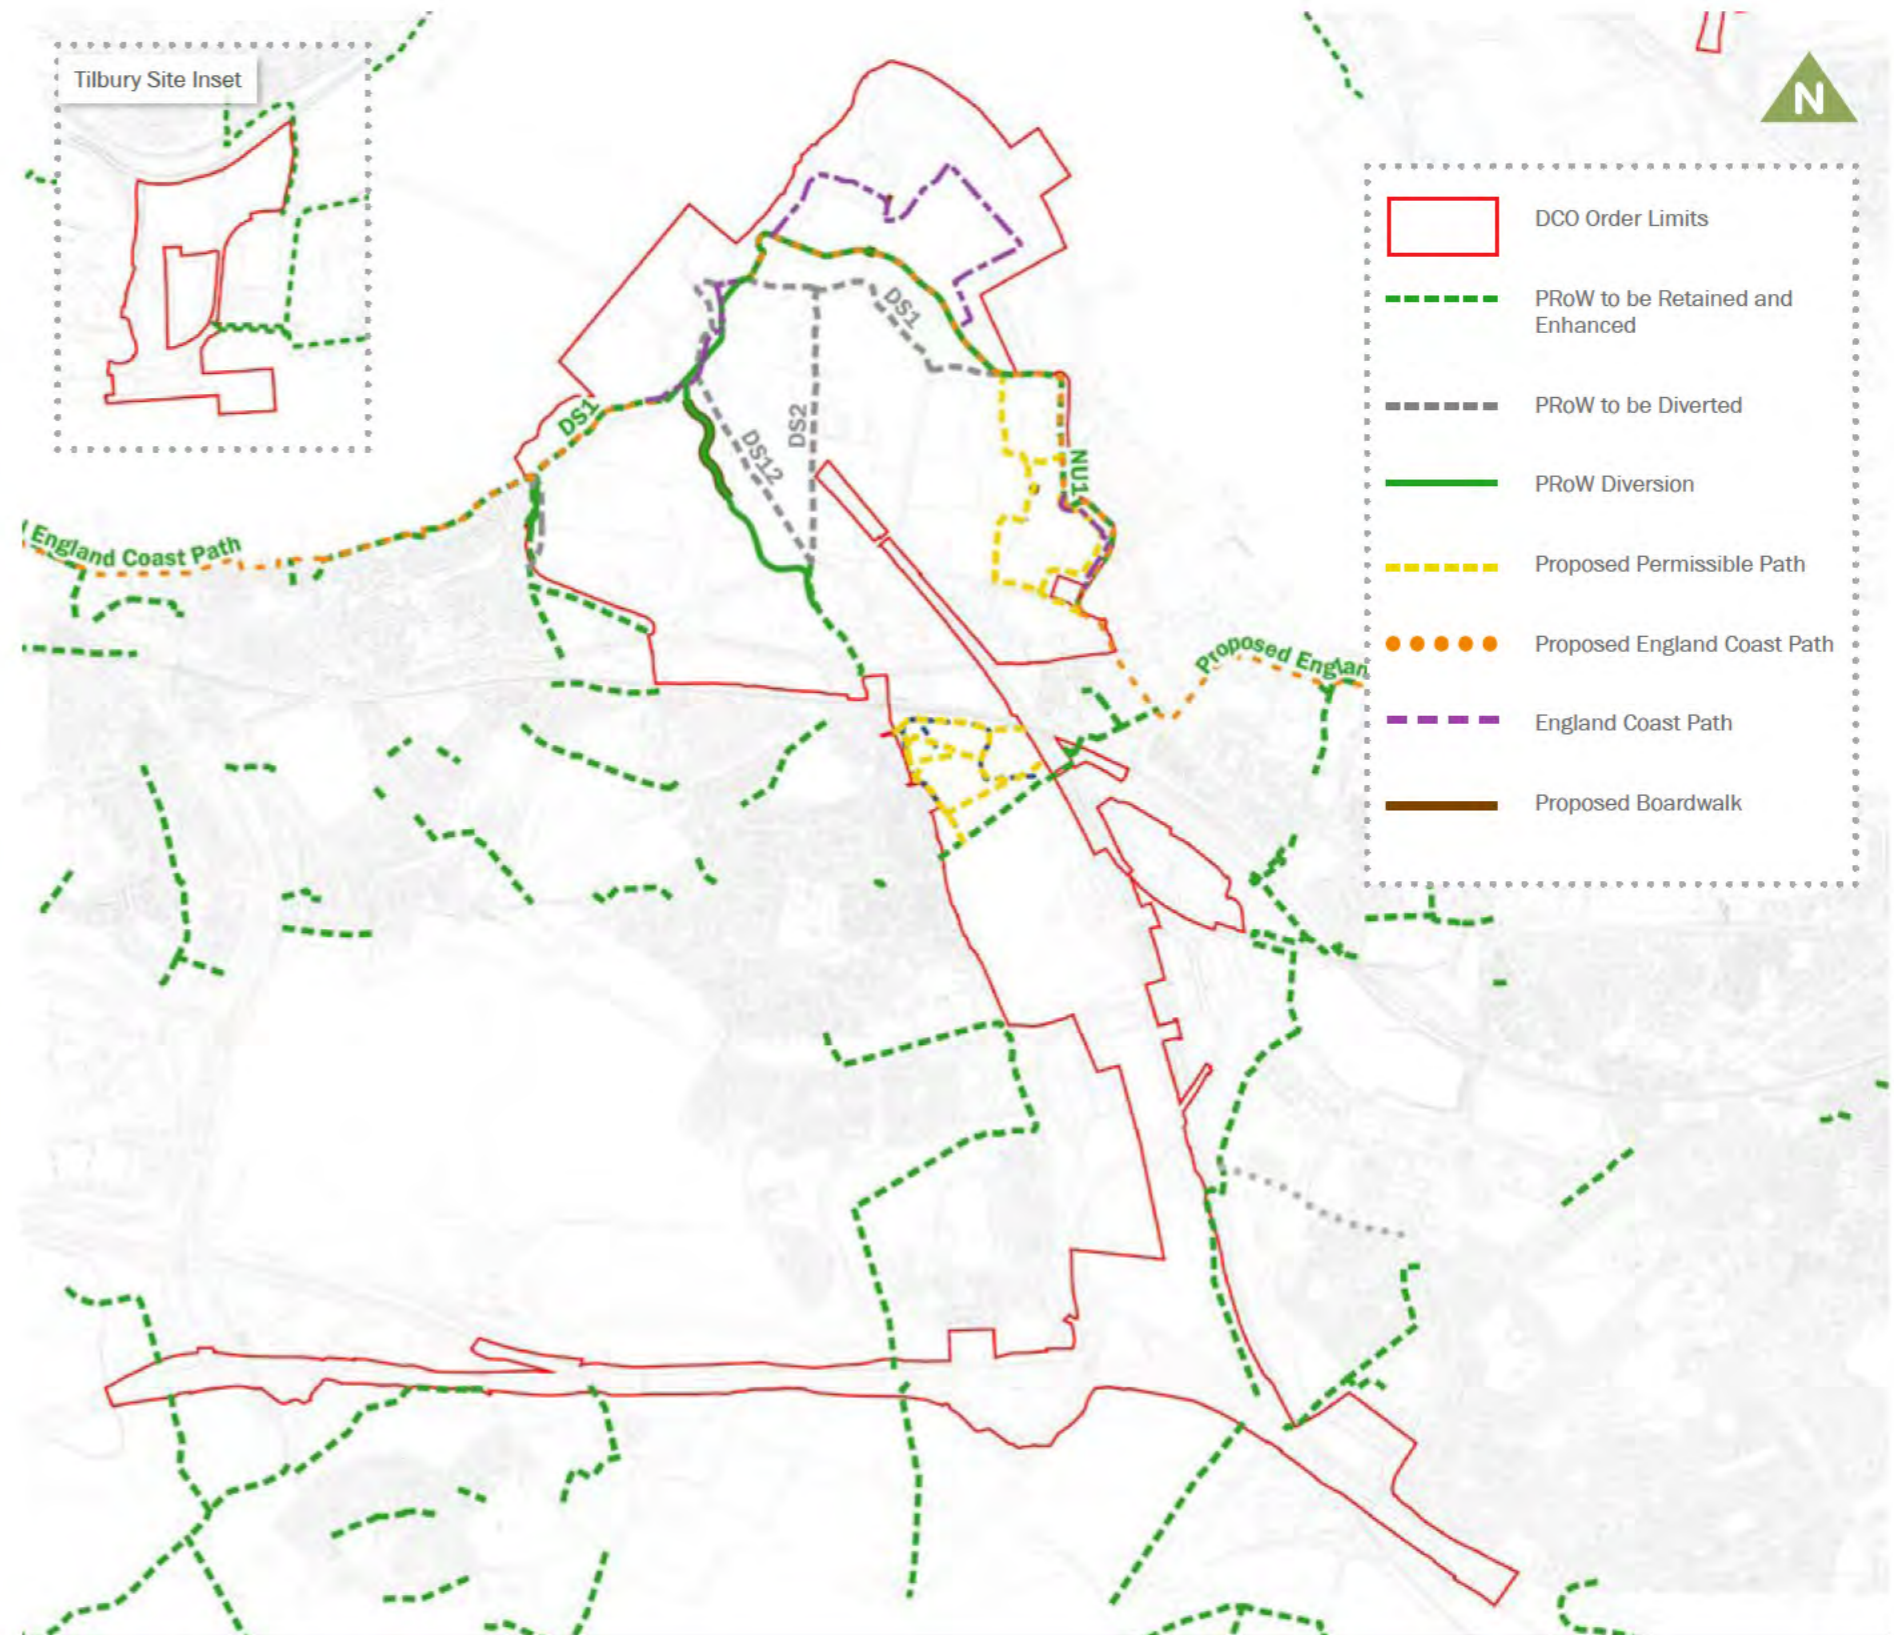 Tilbury Site Inset
N
DCO Order Limits
PRoW to be Retained and
Enhanced
PRoW to be Diverted
PRoW Diversion
Proposed Permissible Path
Proposed England Coast Path
England Coast Path
Proposed Boardwalk
DS1
DS1
DS2
DS12
NU1
England Coast Path
Proposed Englan